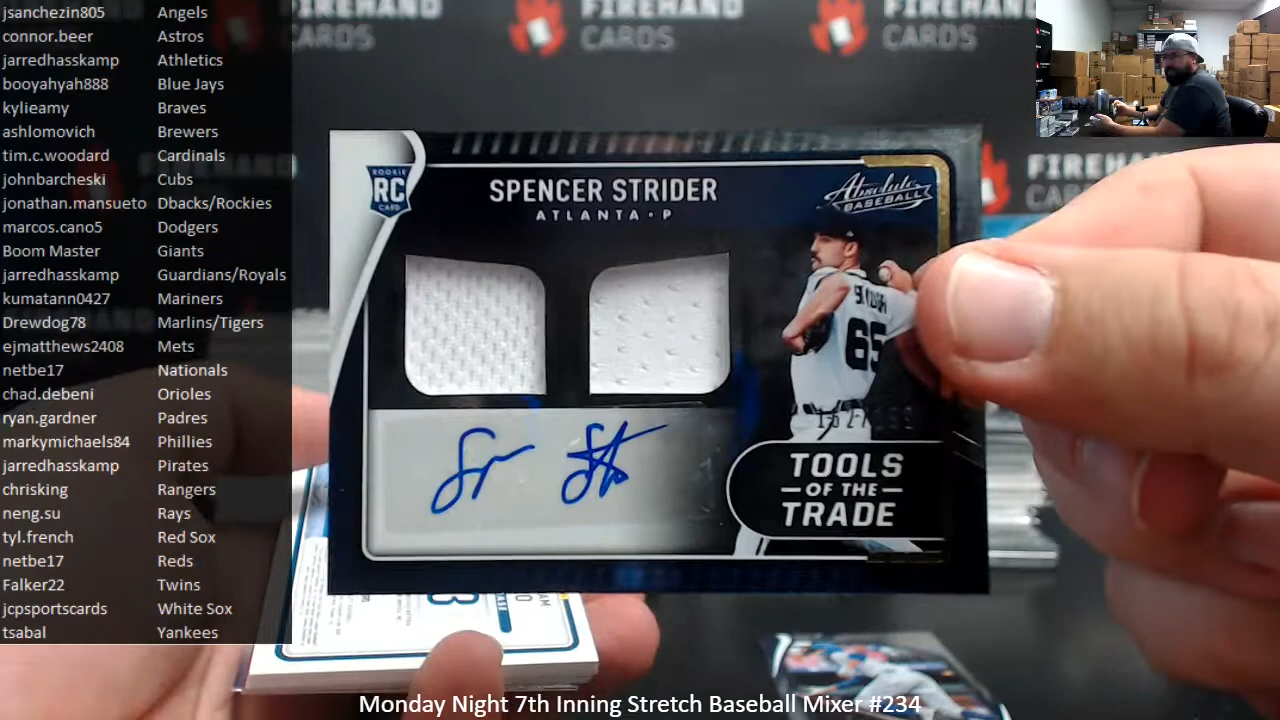 jsanchezin805 Angels
connor.beer Astros
jarredhasskamp Athletics
booyahyah888 Blue Jays
kylieamy Braves
ashlomovich Brewers
tim.c.woodard Cardinals
johnbarcheski Cubs
jonathan.mansueto Dbacks/Rockies
marcos.cano5 Dodgers
Boom Master Giants
jarredhasskamp Guardians/Royals
kumatann0427 Mariners
Drewdog78 Marlins/Tigers
ejmatthews2408 Mets
netbe17 Nationals
chad.debeni Orioles
ryan.gardner Padres
markymichaels84 Phillies
jarredhasskamp Pirates
chrisking Rangers
neng.su Rays
tyl.french Red Sox
netbe17 Reds
Falker22 Twins
jcpsportscards White Sox
tsabal Yankees
FIREHAND
CARDS
FIREHAND
CARDS
FIREHAND
CARDS
ROOKIE
RC
CARD
SPENCER STRIDER
ATLANTA • P
Absolute
BASEBALL
65
TOOLS
OF THE
TRADE
Monday Night 7th Inning Stretch Baseball Mixer #234